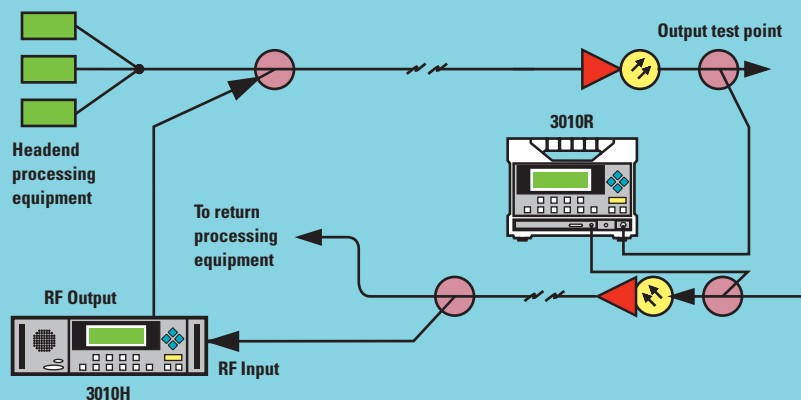 Output test point
Headend
processing
equipment
3010R
To return
processing
equipment
RF Output
RF Input
3010H